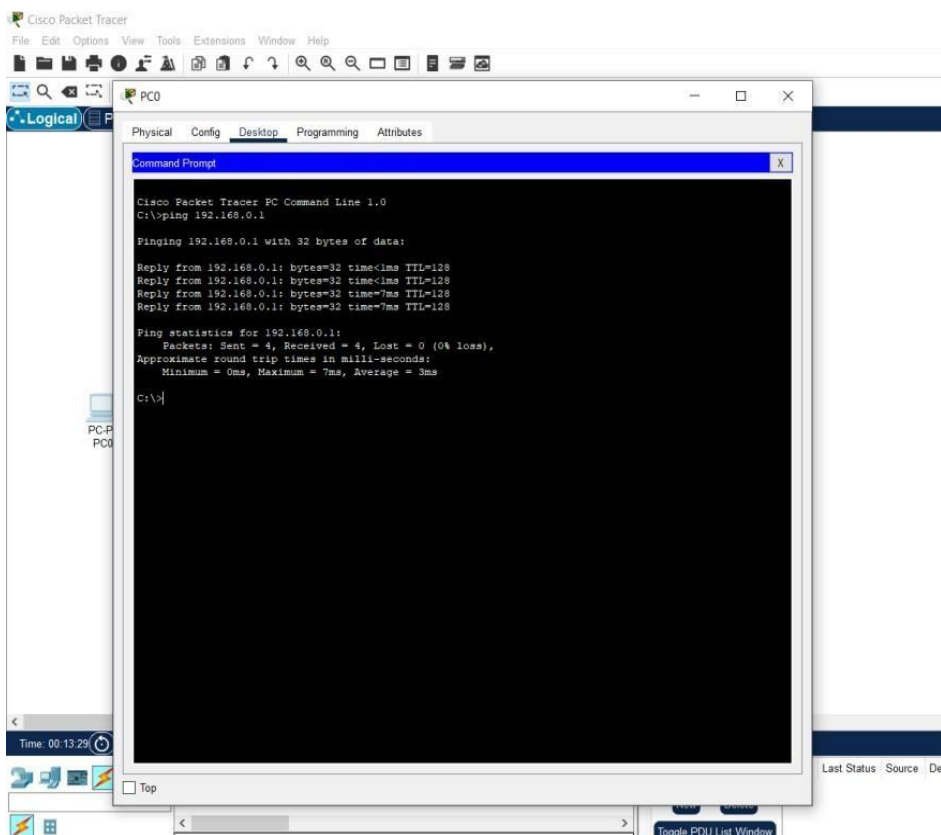 Cisco Packet Tracer
File Edit Options View Tools Extensions Window Help
PC0
Logical
Physical Config Desktop Programming Attributes
Command Prompt
X
Cisco Packet Tracer PC Command Line 1.0
C:\>ping 192.168.0.1
Pinging 192.168.0.1 with 32 bytes of data:
Reply from 192.168.0.1: bytes=32 time<1ms TTL=128
Reply from 192.168.0.1: bytes=32 time<1ms TTL=128
Reply from 192.168.0.1: bytes=32 time=7ms TTL=128
Reply from 192.168.0.1: bytes=32 time=7ms TTL=128
Ping statistics for 192.168.0.1:
Packets: Sent = 4, Received = 4, Lost = 0 (0% loss),
Approximate round trip times in milli-seconds:
Minimum = 0ms, Maximum = 7ms, Average = 3ms
C:\>
PC-P
PC0
Time: 00:13:29
Top
Last Status Source De
Toggle PDU List Window